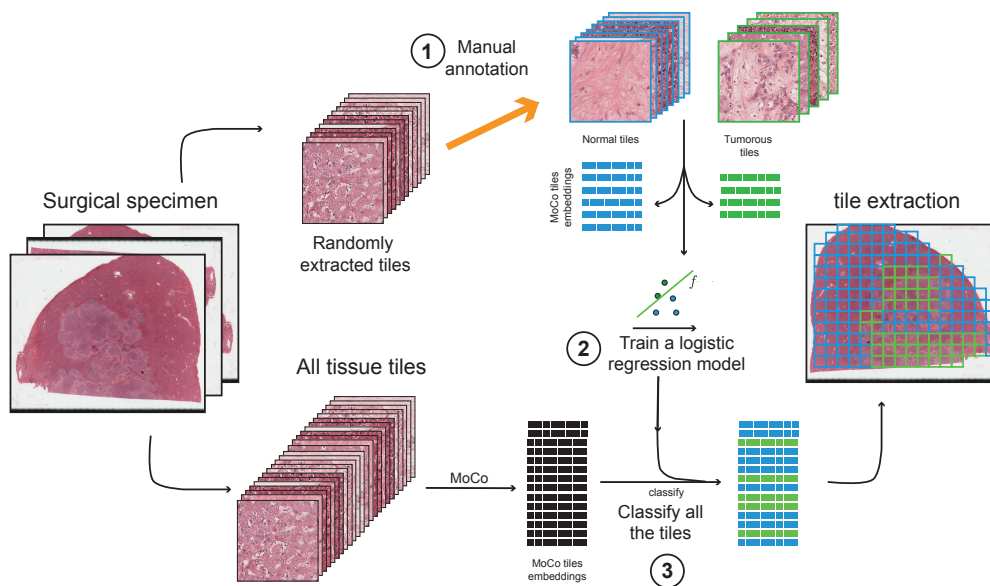 1
Manual
annotation
Normal tiles
Tumorous
tiles
MoCo tiles
embeddings
Surgical specimen
Randomly
extracted tiles
tile extraction
f
2
Train a logistic
regression model
All tissue tiles
MoCo
classify
Classify all
the tiles
3
MoCo tiles
embeddings